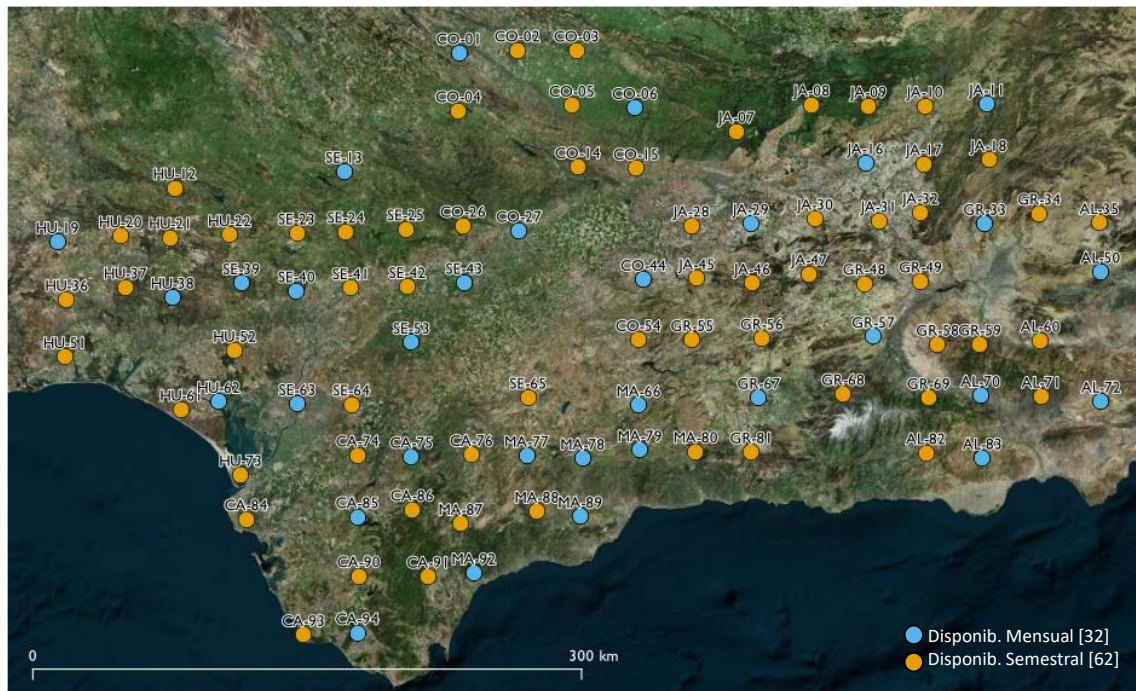 CO-01
CO-02
CO-03
CO-04
CO-05
CO-06
JA-07
JA-08
JA-09
JA-10
JA-11
HU-12
SE-13
CO-14
CO-15
JA-16
JA-17
JA-18
HU-19
HU-20
HU-21
HU-22
SE-23
SE-24
SE-25
CO-26
CO-27
JA-28
JA-29
JA-30
JA-31
JA-32
GR-33
GR-34
AL-35
HU-36
HU-37
HU-38
SE-39
SE-40
SE-41
SE-42
SE-43
CO-44
JA-45
JA-46
JA-47
GR-48
GR-49
AL-50
HU-51
HU-52
SE-53
CO-54
GR-55
GR-56
GR-57
GR-58
GR-59
AL-60
HU-61
HU-62
SE-63
SE-64
SE-65
MA-66
GR-67
GR-68
GR-69
AL-70
AL-71
AL-72
HU-73
CA-74
CA-75
CA-76
MA-77
MA-78
MA-79
MA-80
GR-81
AL-82
AL-83
CA-84
CA-85
CA-86
MA-87
MA-88
MA-89
CA-90
CA-91
MA-92
CA-93
CA-94
Disponib. Mensual [32]
Disponib. Semestral [62]
0
300 km